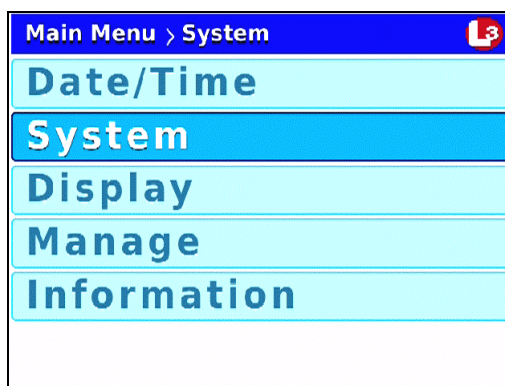 Main Menu > System L3
Date/Time
System
Display
Manage
Information